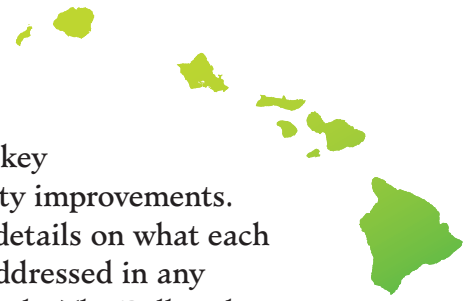 key
ty improvements.
details on what each
ddressed in any